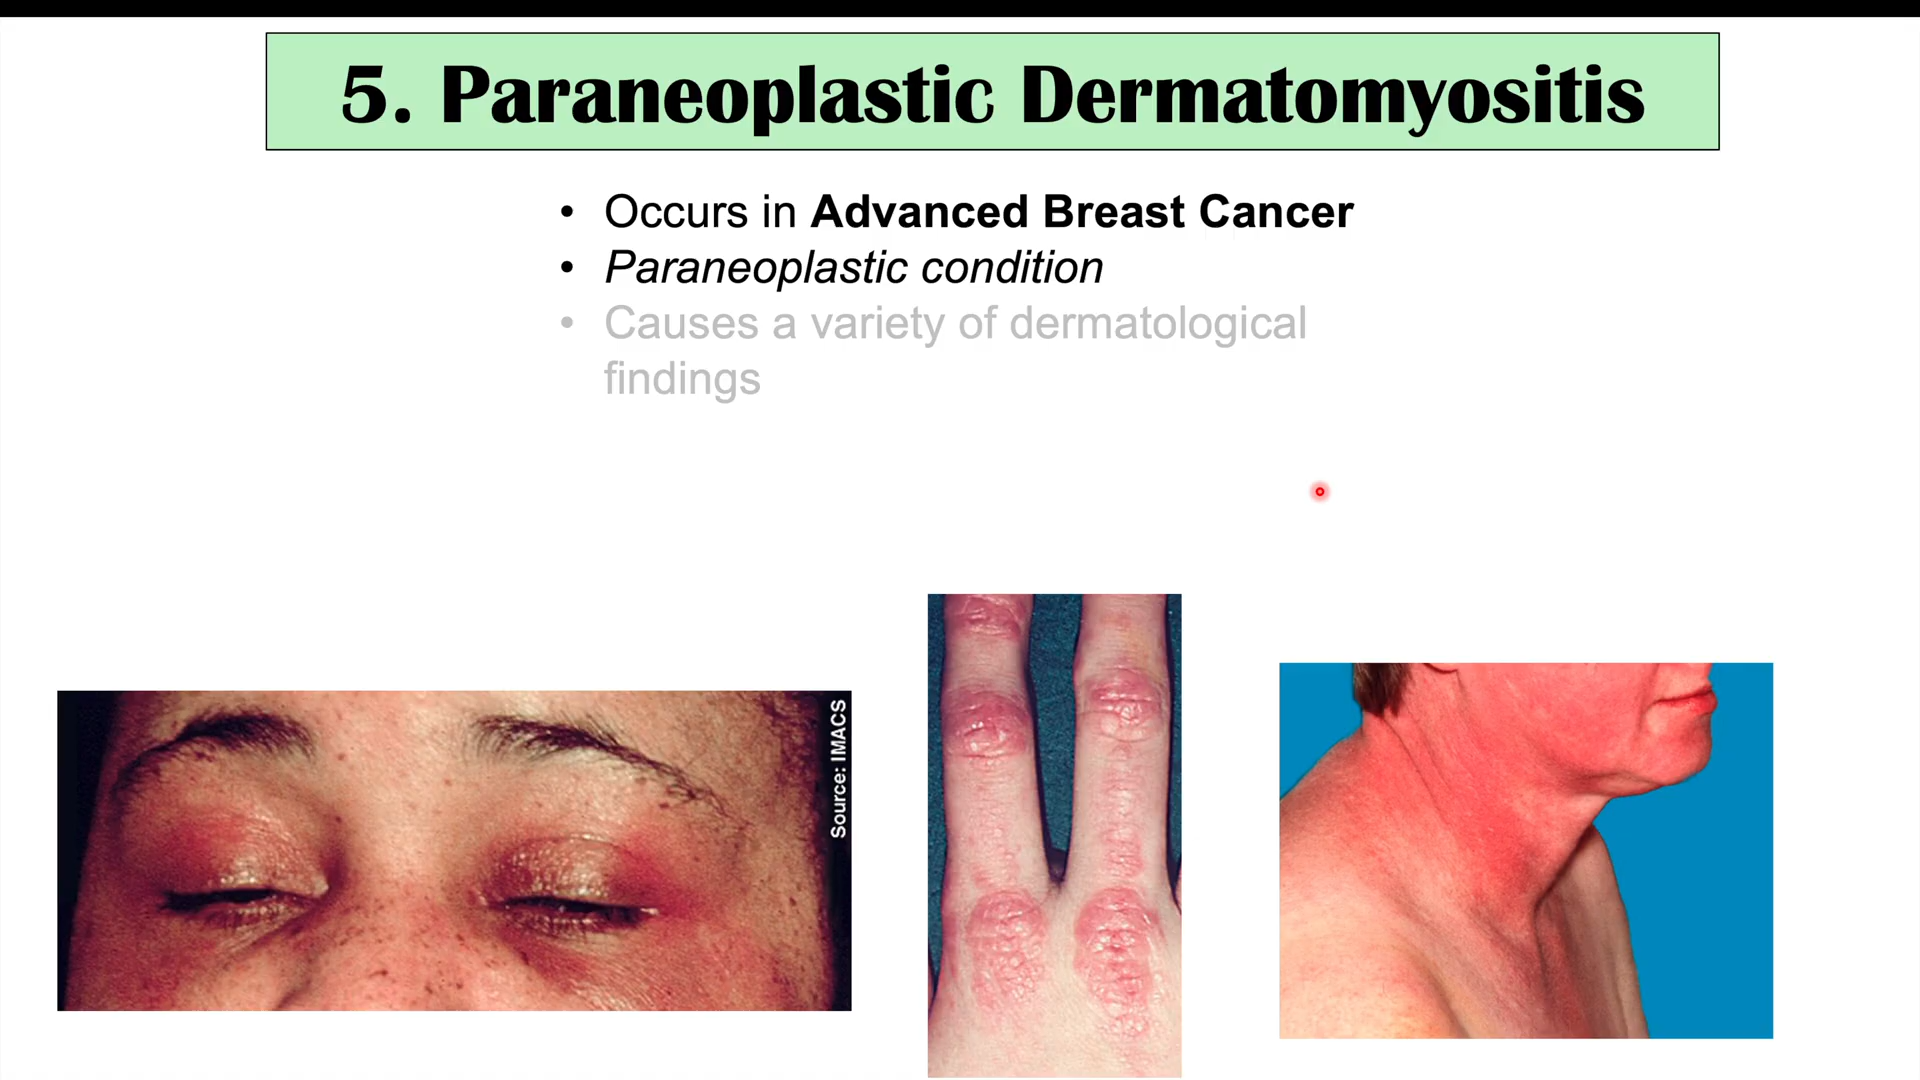 5. Paraneoplastic Dermatomyositis
• Occurs in Advanced Breast Cancer
• Paraneoplastic condition
• Causes a variety of dermatological
findings
Source: IMACS